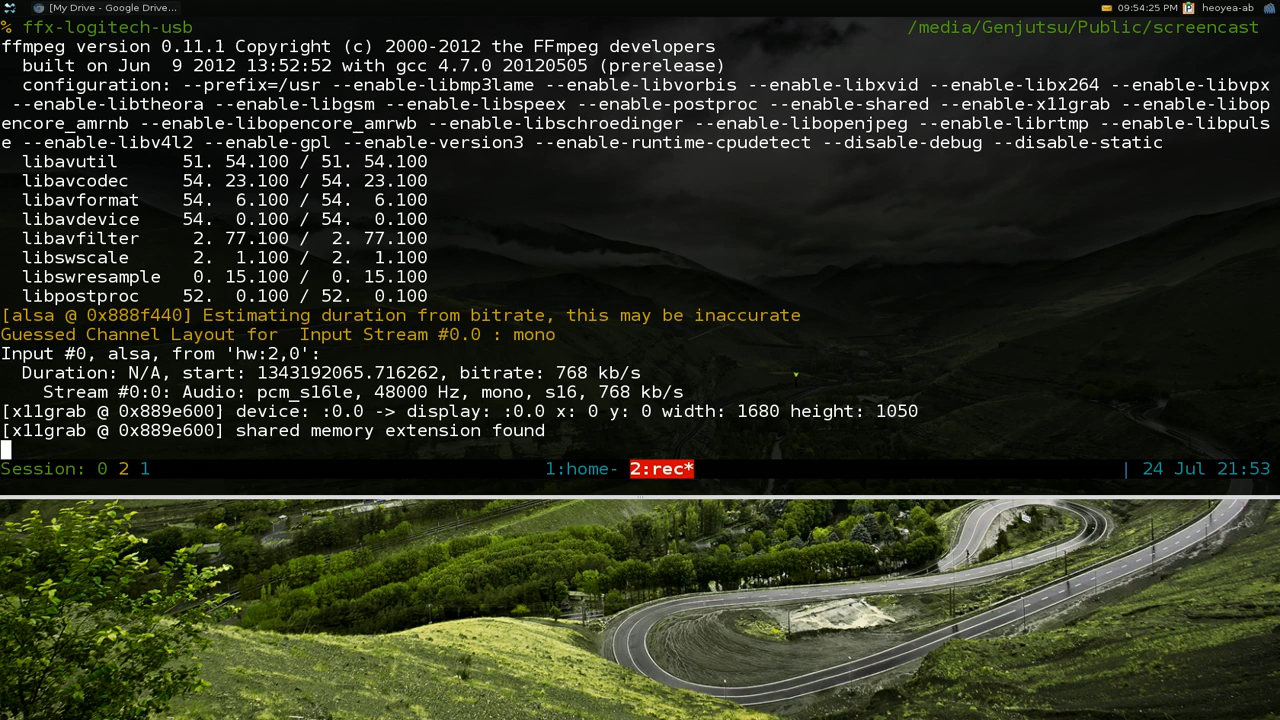 [My Drive - Google Drive... 09:54:25 PM heoyea-ab
% ffx-logitech-usb /media/Genjutsu/Public/screencast
ffmpeg version 0.11.1 Copyright (c) 2000-2012 the FFmpeg developers
  built on Jun  9 2012 13:52:52 with gcc 4.7.0 20120505 (prerelease)
  configuration: --prefix=/usr --enable-libmp3lame --enable-libvorbis --enable-libxvid --enable-libx264 --enable-libvpx
 --enable-libtheora --enable-libgsm --enable-libspeex --enable-postproc --enable-shared --enable-x11grab --enable-libop
encore_amrnb --enable-libopencore_amrwb --enable-libschroedinger --enable-libopenjpeg --enable-librtmp --enable-libpuls
e --enable-libv4l2 --enable-gpl --enable-version3 --enable-runtime-cpudetect --disable-debug --disable-static
  libavutil      51. 54.100 / 51. 54.100
  libavcodec     54. 23.100 / 54. 23.100
  libavformat    54.  6.100 / 54.  6.100
  libavdevice    54.  0.100 / 54.  0.100
  libavfilter     2. 77.100 /  2. 77.100
  libswscale      2.  1.100 /  2.  1.100
  libswresample   0. 15.100 /  0. 15.100
  libpostproc    52.  0.100 / 52.  0.100
[alsa @ 0x888f440] Estimating duration from bitrate, this may be inaccurate
Guessed Channel Layout for  Input Stream #0.0 : mono
Input #0, alsa, from 'hw:2,0':
  Duration: N/A, start: 1343192065.716262, bitrate: 768 kb/s
    Stream #0:0: Audio: pcm_s16le, 48000 Hz, mono, s16, 768 kb/s
[x11grab @ 0x889e600] device: :0.0 -> display: :0.0 x: 0 y: 0 width: 1680 height: 1050
[x11grab @ 0x889e600] shared memory extension found
Session: 0 2 1 1:home- 2:rec* | 24 Jul 21:53